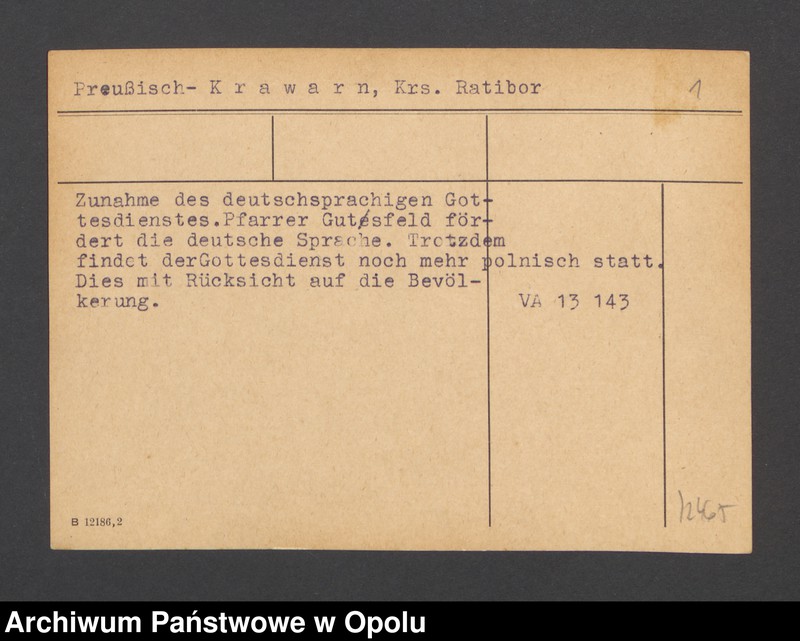 Preußisch- K r a w a r n, Krs. Ratibor
1
Zunahme des deutschsprachigen Got-
tesdienstes.Pfarrer Gutsfeld för-
dert die deutsche Sprache. Trotzdem
findet derGottesdienst noch mehr polnisch statt.
Dies mit Rücksicht auf die Bevöl-
kerung.
VA 13 143
B 12186,2
Archiwum Państwowe w Opolu